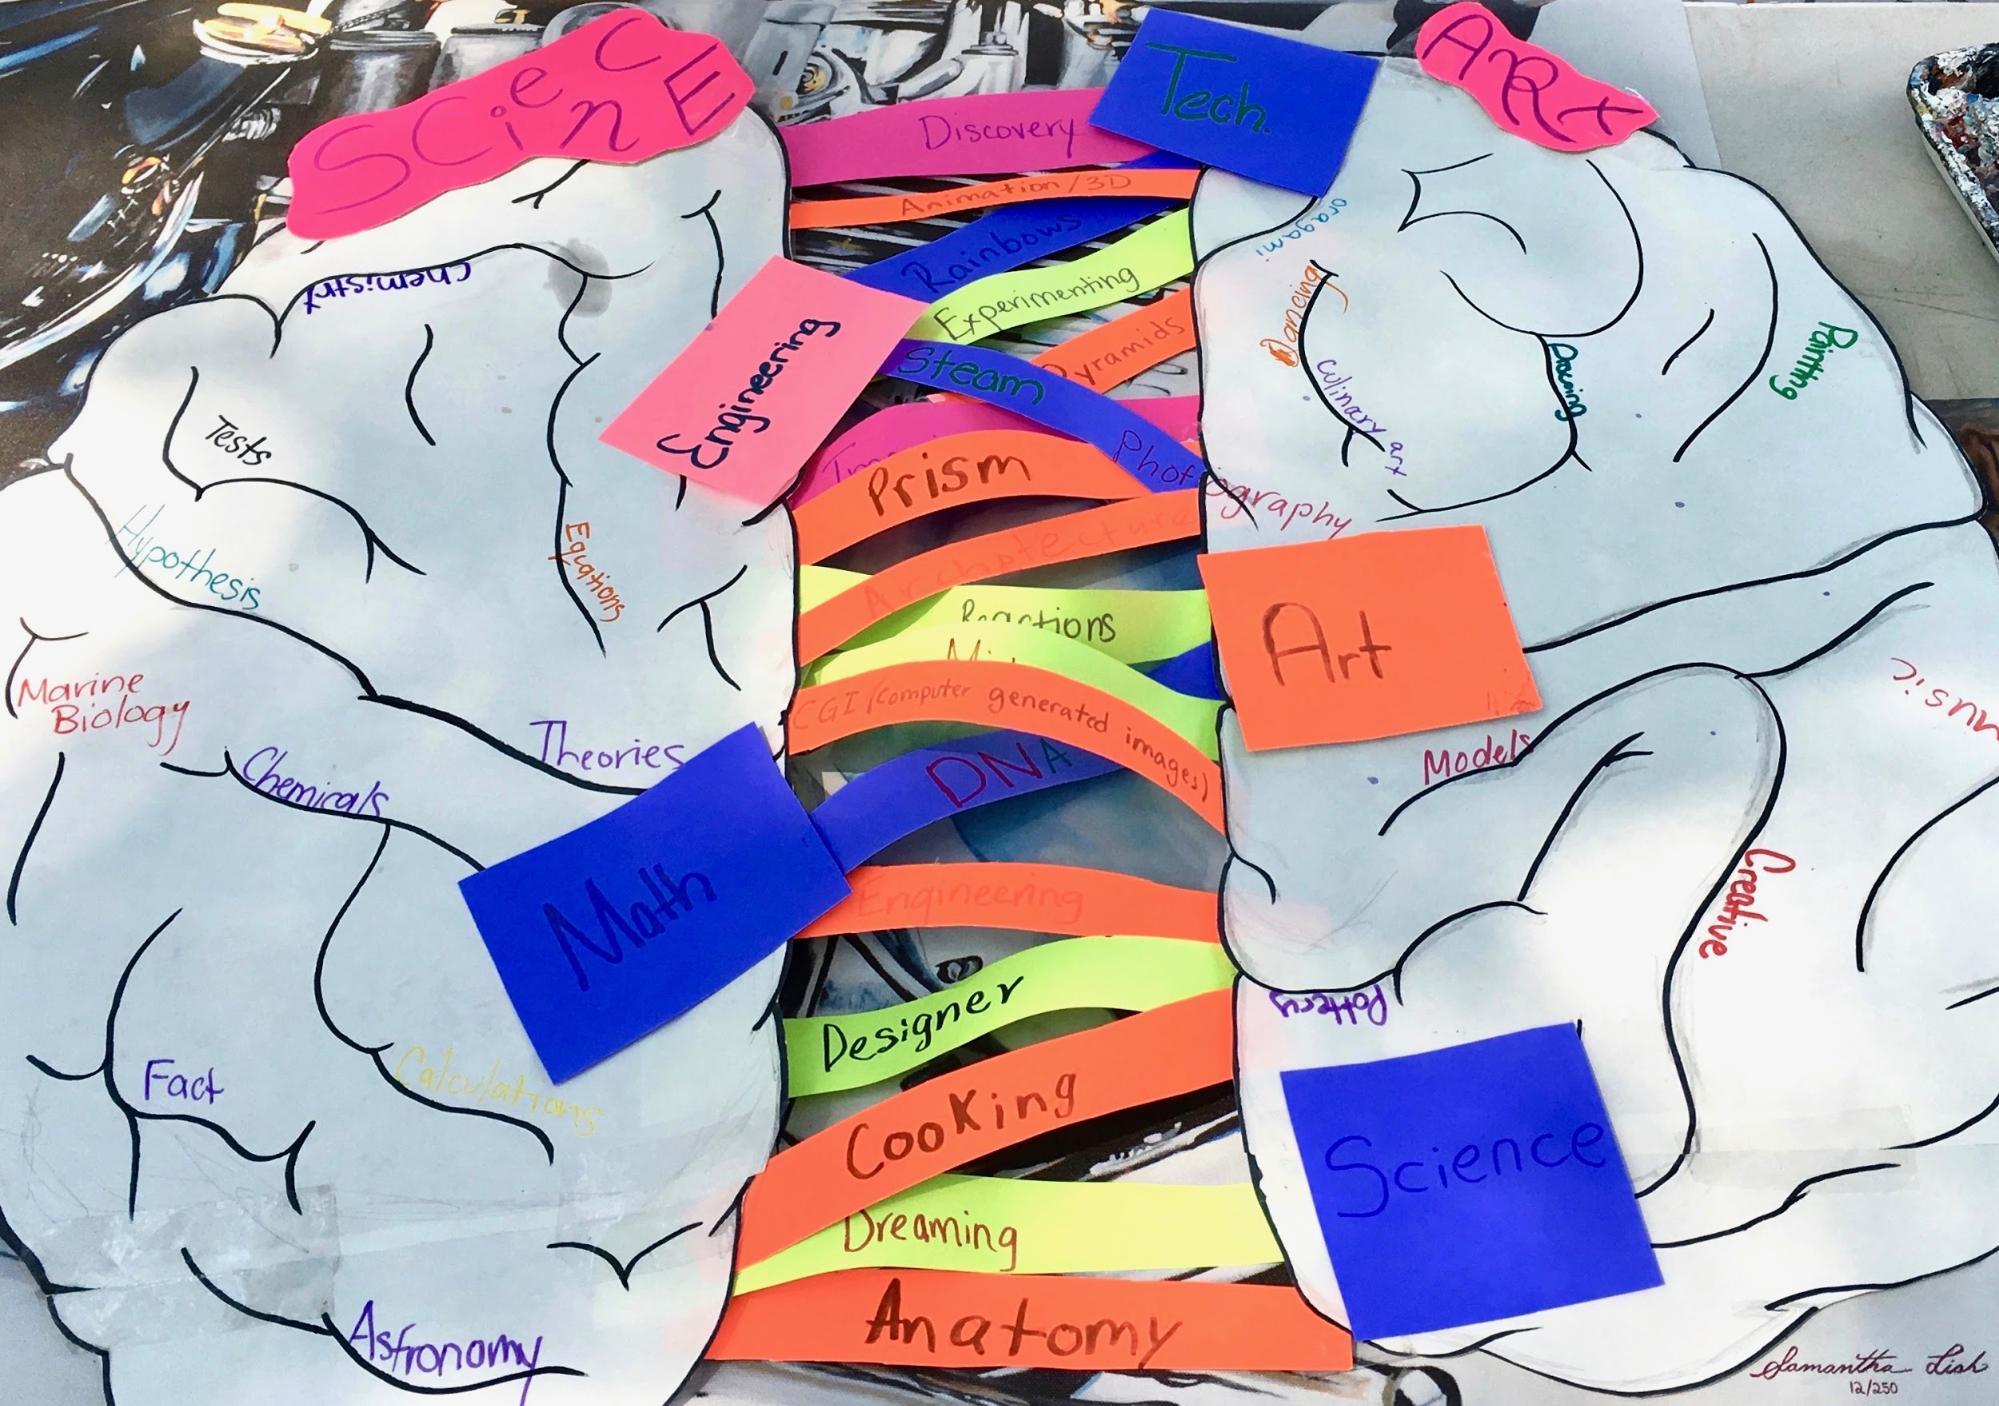 SCiencE
ARt
Tech.
Discovery
Animation/3D
Rainbows
Experimenting
Pyramids
Engineering
Steam
Prism
Photography
Archetecture
Reactions
Art
CGI/(computer generated images)
DNA
Math
Engineering
Designer
Cooking
Dreaming
Anatomy
Science
Chemistry
Tests
Hypothesis
Equations
Marine
Biology
Theories
Chemicals
Fact
Calculations
Astronomy
oragami
Dancing
Culinary art
Drawing
Painting
music
Models
Creative
Pottery
Samantha Lish
12/250